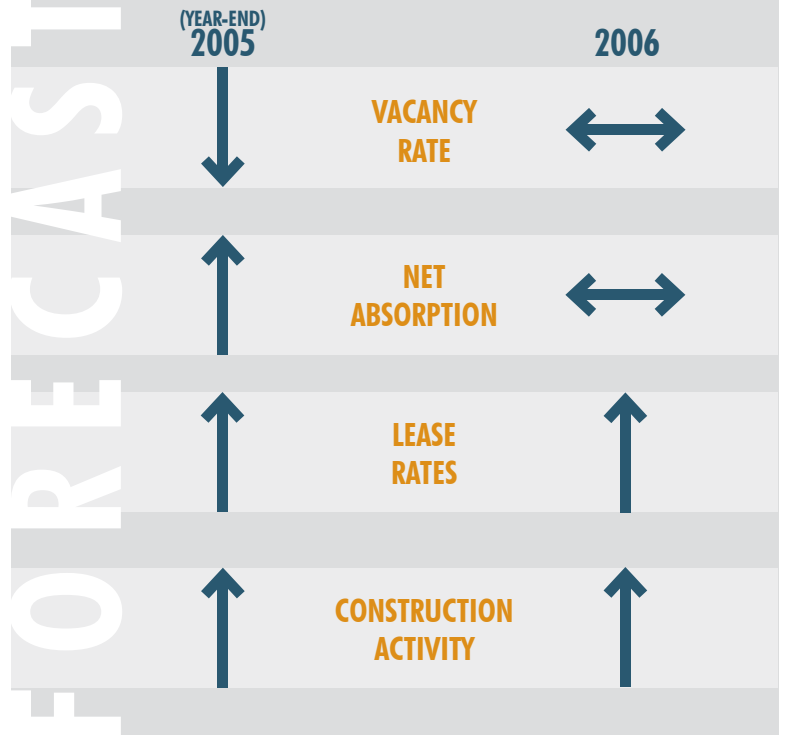 FORECAST
(YEAR-END)
2005
2006
VACANCY
RATE
NET
ABSORPTION
LEASE
RATES
CONSTRUCTION
ACTIVITY